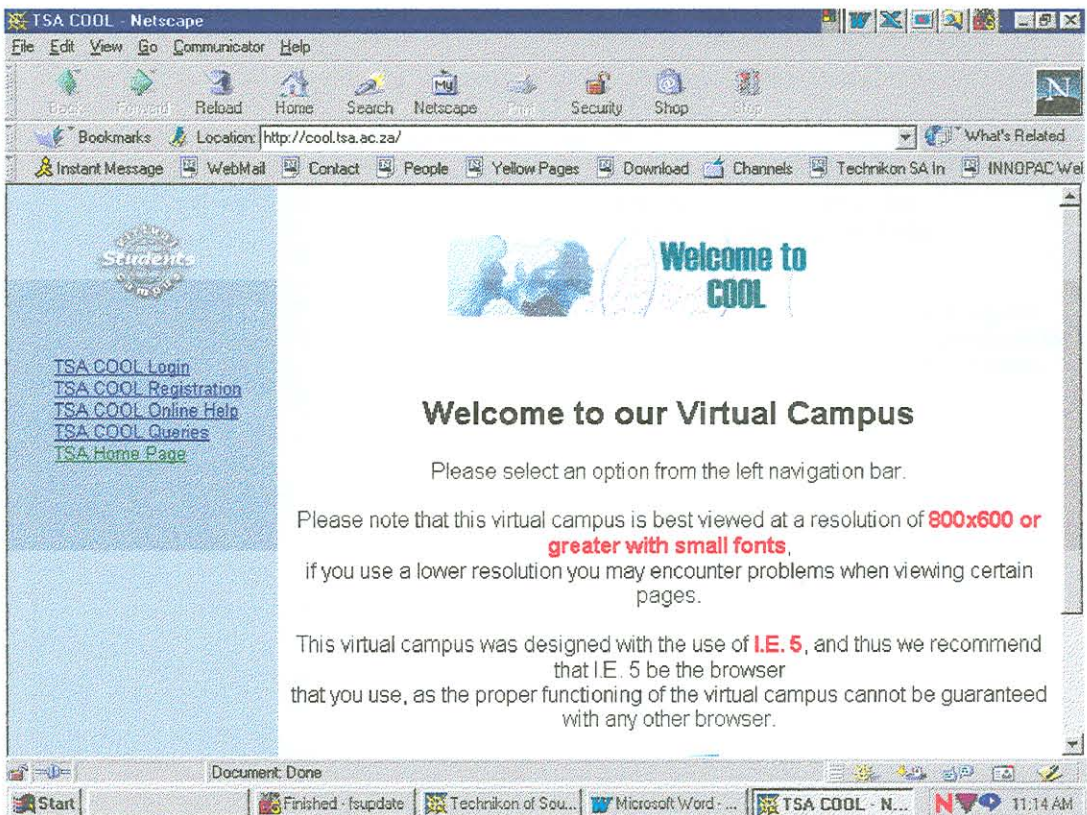 TSA COOL - Netscape
File Edit View Go Communicator Help
Back Forward Reload Home Search Netscape Print Security Shop Stop
Bookmarks Location: http://cool.tsa.ac.za/ What's Related
Instant Message WebMail Contact People Yellow Pages Download Channels Technikon SA In INNOPAC We
Virtual
Students
Campus
Welcome to
COOL
TSA COOL Login
TSA COOL Registration
TSA COOL Online Help
TSA COOL Queries
TSA Home Page
Welcome to our Virtual Campus
Please select an option from the left navigation bar.
Please note that this virtual campus is best viewed at a resolution of 800x600 or
greater with small fonts,
if you use a lower resolution you may encounter problems when viewing certain
pages.
This virtual campus was designed with the use of I.E. 5, and thus we recommend
that I.E. 5 be the browser
that you use, as the proper functioning of the virtual campus cannot be guaranteed
with any other browser.
Document: Done
Start Finished - fsupdate Technikon of Sou... Microsoft Word - ... TSA COOL - N... 11:14 AM